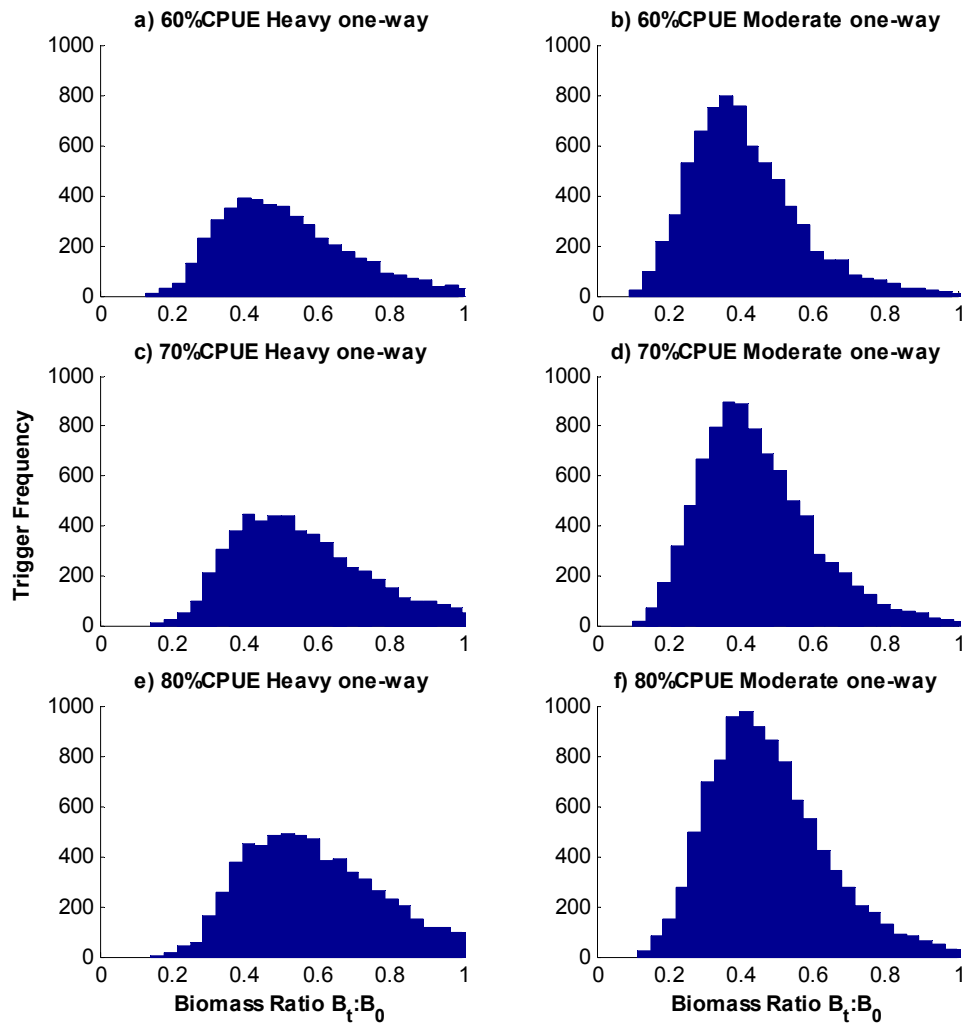 a) 60%CPUE Heavy one-way
b) 60%CPUE Moderate one-way
1000
800
600
400
200
0
0 0.2 0.4 0.6 0.8 1
1000
800
600
400
200
0
0 0.2 0.4 0.6 0.8 1
c) 70%CPUE Heavy one-way
d) 70%CPUE Moderate one-way
Trigger Frequency
1000
800
600
400
200
0
0 0.2 0.4 0.6 0.8 1
1000
800
600
400
200
0
0 0.2 0.4 0.6 0.8 1
e) 80%CPUE Heavy one-way
f) 80%CPUE Moderate one-way
1000
800
600
400
200
0
0 0.2 0.4 0.6 0.8 1
Biomass Ratio Bt:B0
1000
800
600
400
200
0
0 0.2 0.4 0.6 0.8 1
Biomass Ratio Bt:B0